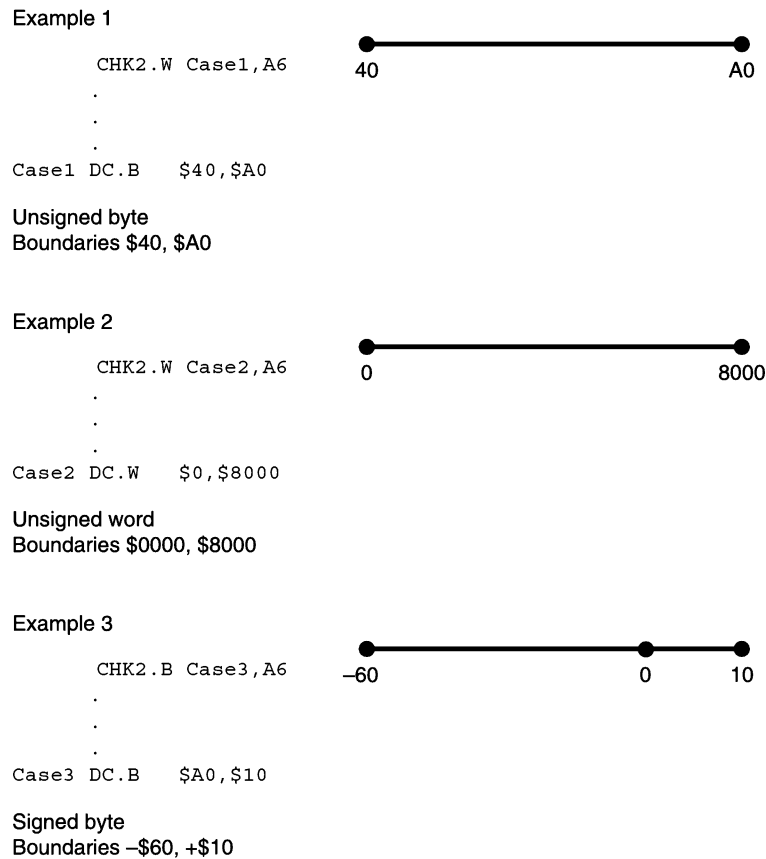 Example 1
40 A0
CHK2.W Case1,A6
.
.
.
Case1 DC.B $40,$A0
Unsigned byte
Boundaries $40, $A0
Example 2
CHK2.W Case2,A6
0 8000
.
.
.
Case2 DC.W $0,$8000
Unsigned word
Boundaries $0000, $8000
Example 3
CHK2.B Case3,A6
–60 0 10
.
.
.
Case3 DC.B $A0,$10
Signed byte
Boundaries –$60, +$10